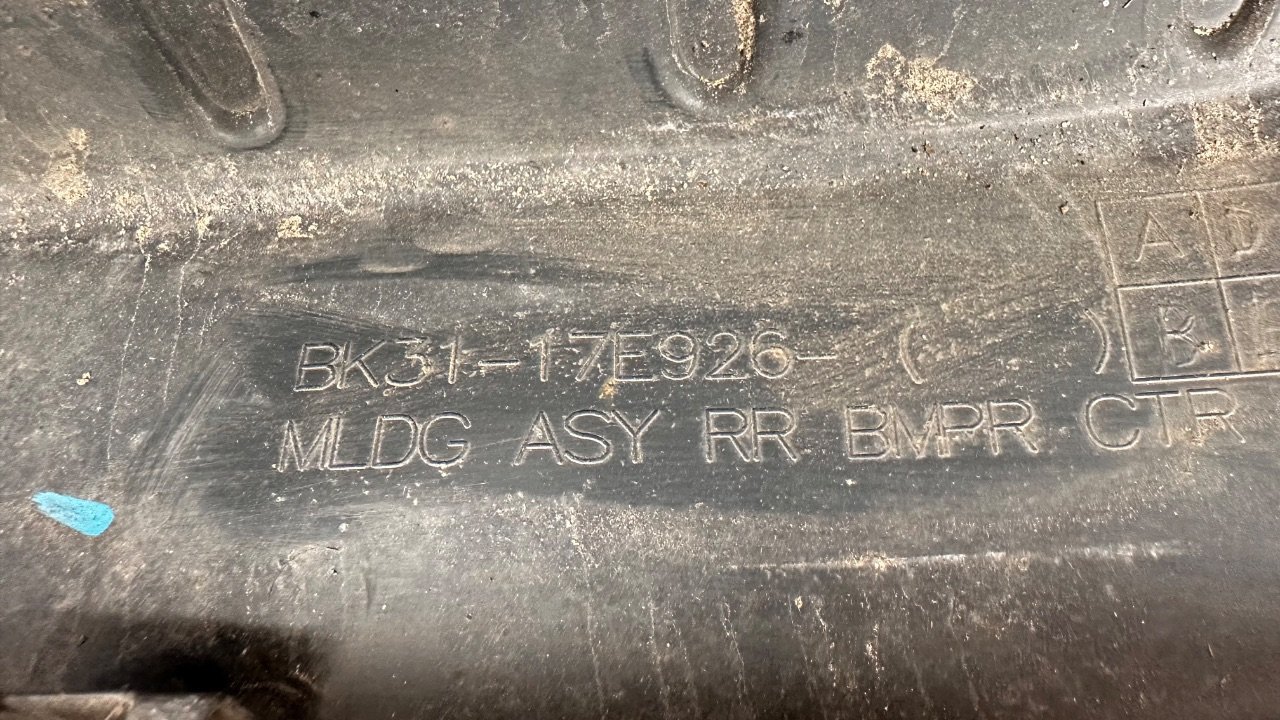 A D
B
BK31-17E926- ( )
MLDG ASY RR BMPR CTR